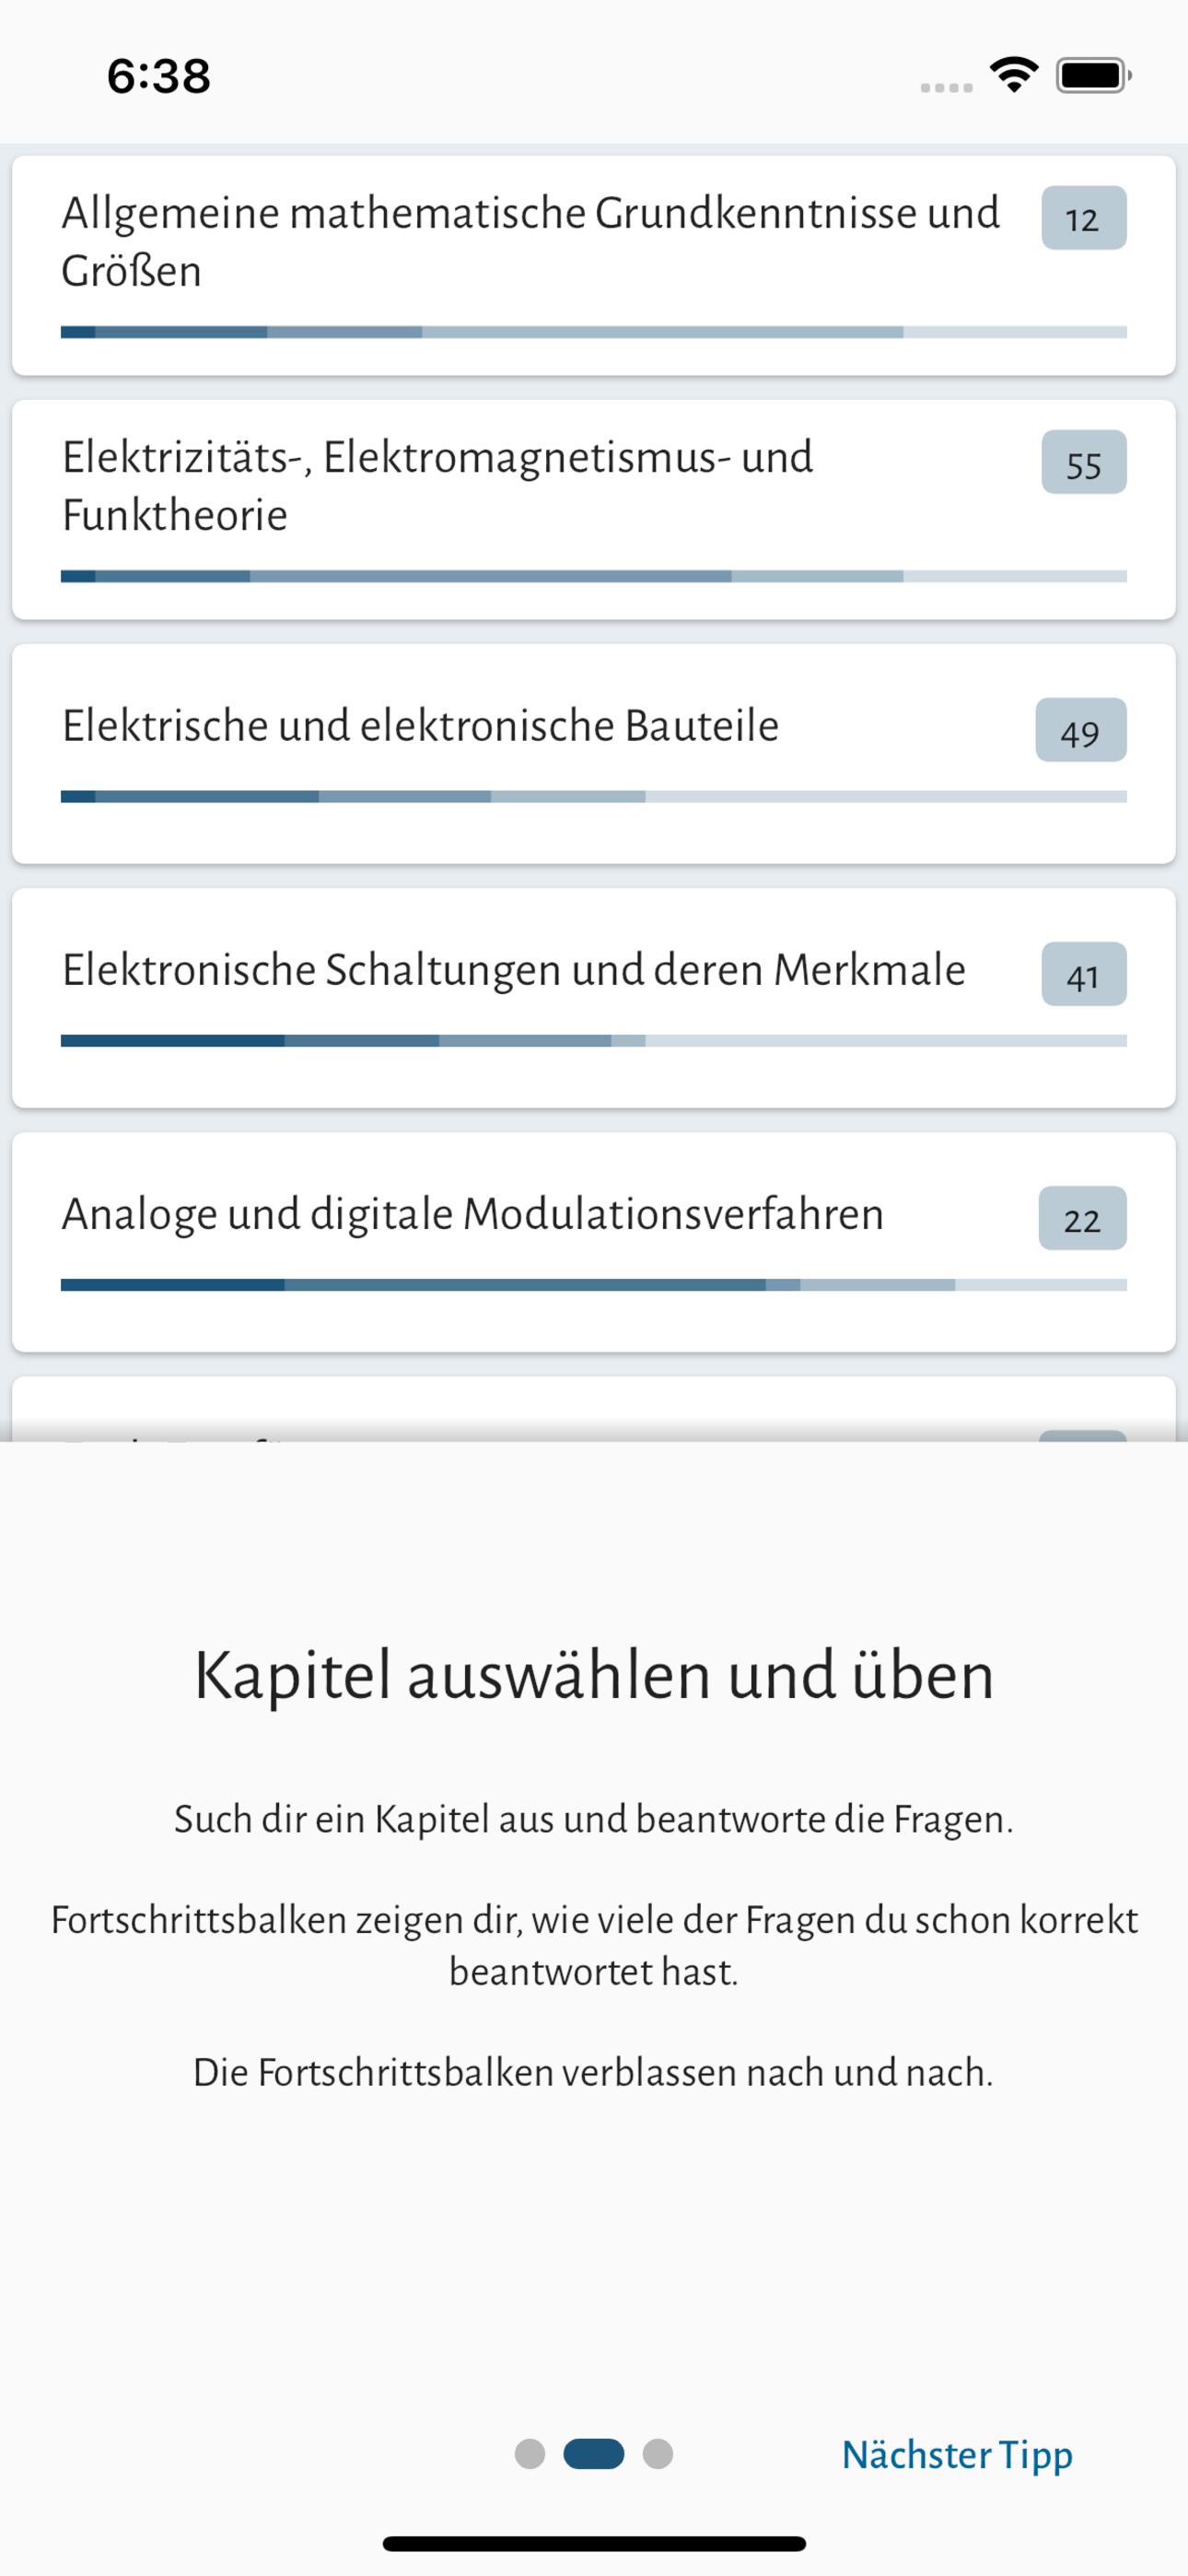 6:38
Allgemeine mathematische Grundkenntnisse und
Größen
12
Elektrizitäts-, Elektromagnetismus- und
Funktheorie
55
Elektrische und elektronische Bauteile
49
Elektronische Schaltungen und deren Merkmale
41
Analoge und digitale Modulationsverfahren
22
Kapitel auswählen und üben
Such dir ein Kapitel aus und beantworte die Fragen.
Fortschrittsbalken zeigen dir, wie viele der Fragen du schon korrekt
beantwortet hast.
Die Fortschrittsbalken verblassen nach und nach.
Nächster Tipp